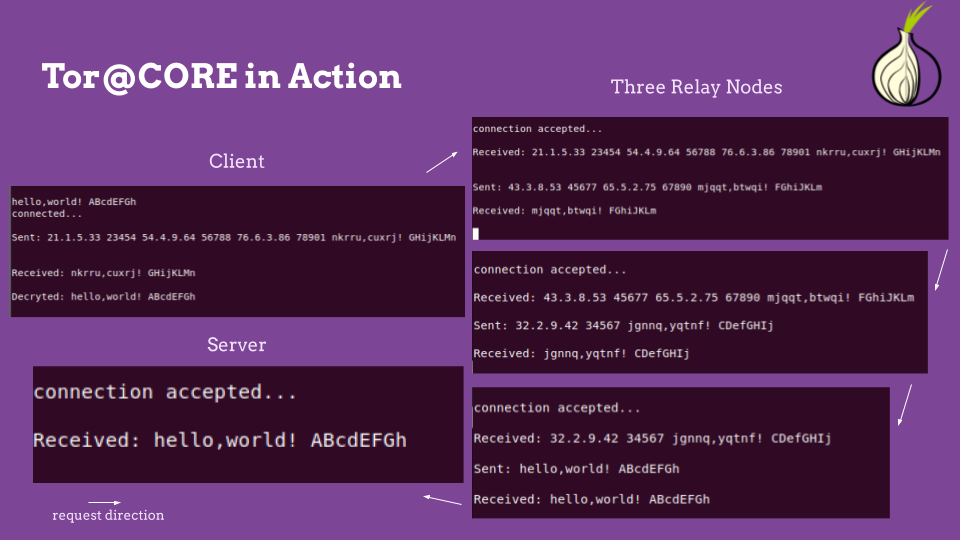 Tor@CORE in Action
Client
hello,world! ABcdEFGh
connected...
Sent: 21.1.5.33 23454 54.4.9.64 56788 76.6.3.86 78901 nkrru,cuxrj! GHijKLMn
Received: nkrru,cuxrj! GHijKLMn
Decryted: hello,world! ABcdEFGh
Server
connection accepted...
Received: hello,world! ABcdEFGh
request direction
Three Relay Nodes
connection accepted...
Received: 21.1.5.33 23454 54.4.9.64 56788 76.6.3.86 78901 nkrru,cuxrj! GHijKLMn
Sent: 43.3.8.53 45677 65.5.2.75 67890 mjqqt,btwqi! FGhiJKLm
Received: mjqqt,btwqi! FGhiJKLm
connection accepted...
Received: 43.3.8.53 45677 65.5.2.75 67890 mjqqt,btwqi! FGhiJKLm
Sent: 32.2.9.42 34567 jgnnq,yqtnf! CDefGHIj
Received: jgnnq,yqtnf! CDefGHIj
connection accepted...
Received: 32.2.9.42 34567 jgnnq,yqtnf! CDefGHIj
Sent: hello,world! ABcdEFGh
Received: hello,world! ABcdEFGh